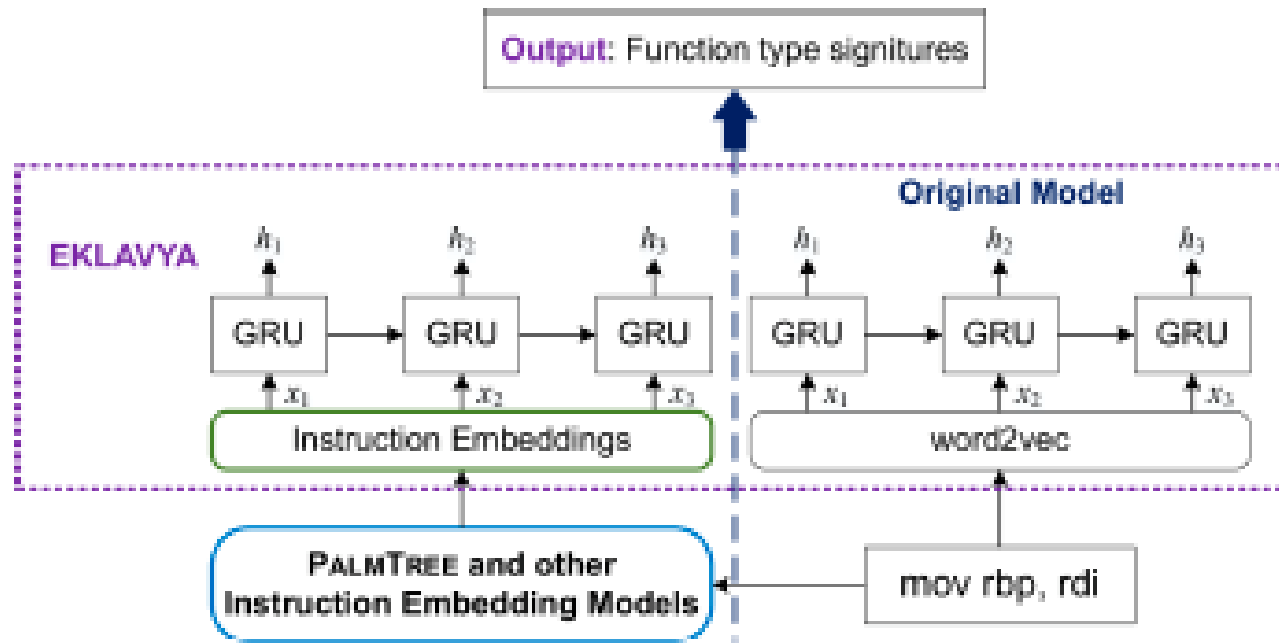 Output: Function type signitures
Original Model
EKLAVYA
h₁ h₂ h₃ h₁ h₂ h₃
GRU GRU GRU GRU GRU GRU
x₁ x₂ x₃ x₁ x₂ x₃
Instruction Embeddings word2vec
PALMTREE and other
Instruction Embedding Models
mov rbp, rdi